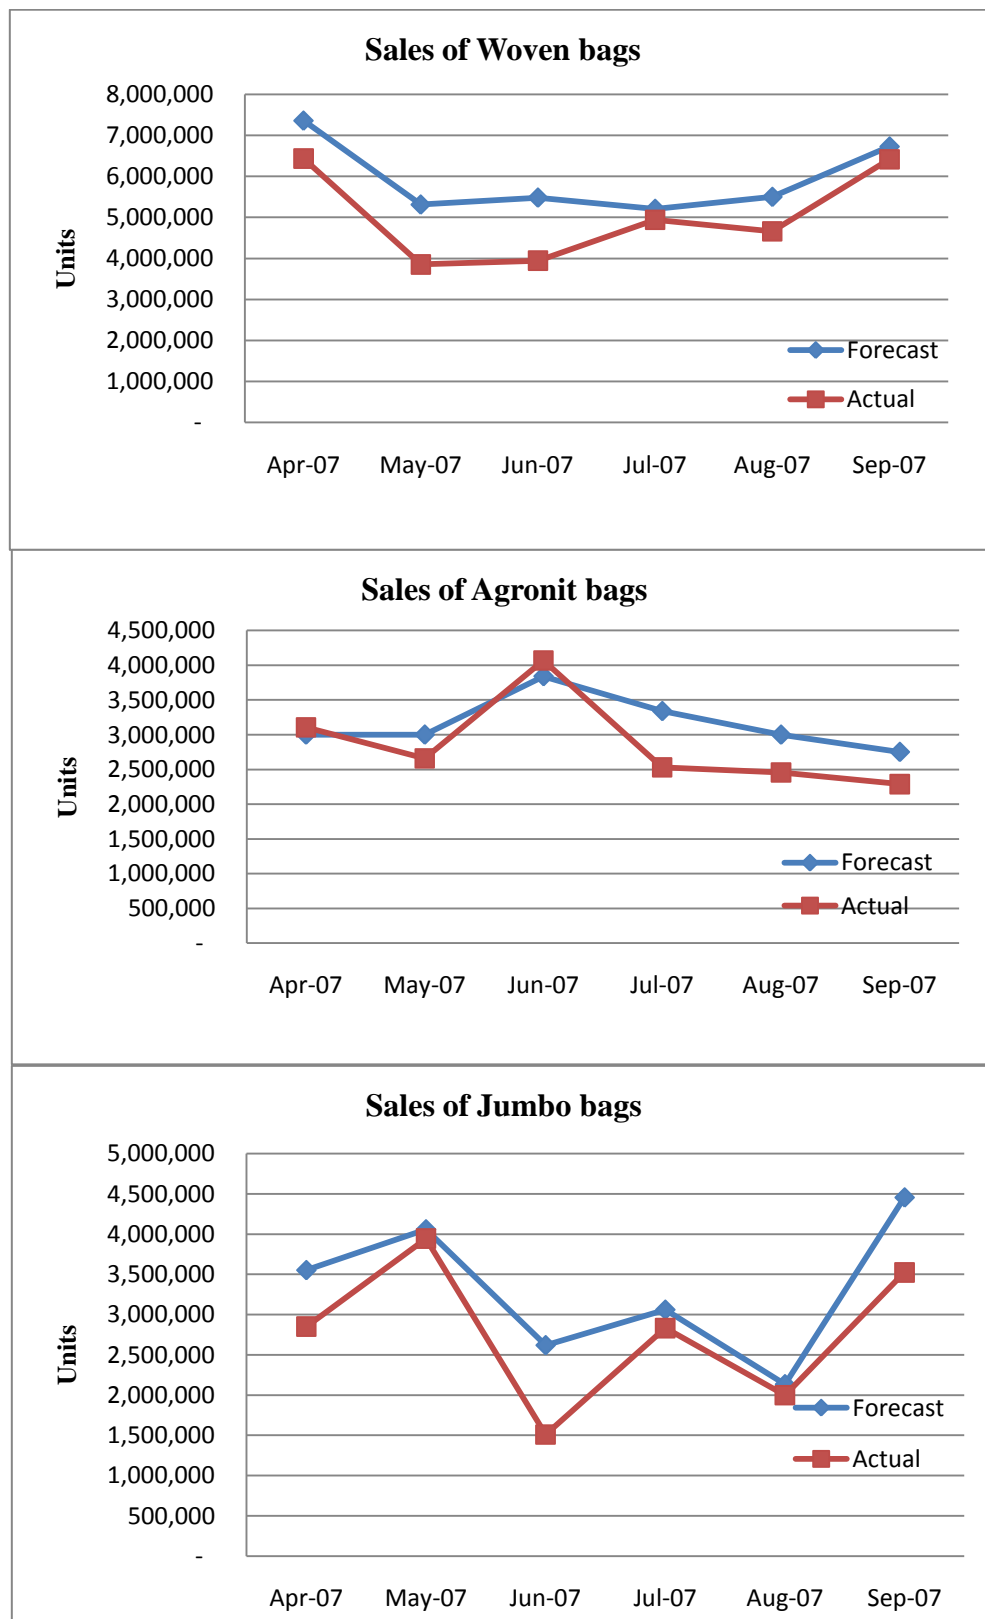 Sales of Woven bags
8,000,000
7,000,000
6,000,000
5,000,000
4,000,000
3,000,000
2,000,000
1,000,000
-
Units
Forecast
Actual
Apr-07 May-07 Jun-07 Jul-07 Aug-07 Sep-07
Sales of Agronit bags
4,500,000
4,000,000
3,500,000
3,000,000
2,500,000
2,000,000
1,500,000
1,000,000
500,000
-
Units
Forecast
Actual
Apr-07 May-07 Jun-07 Jul-07 Aug-07 Sep-07
Sales of Jumbo bags
5,000,000
4,500,000
4,000,000
3,500,000
3,000,000
2,500,000
2,000,000
1,500,000
1,000,000
500,000
-
Units
Forecast
Actual
Apr-07 May-07 Jun-07 Jul-07 Aug-07 Sep-07